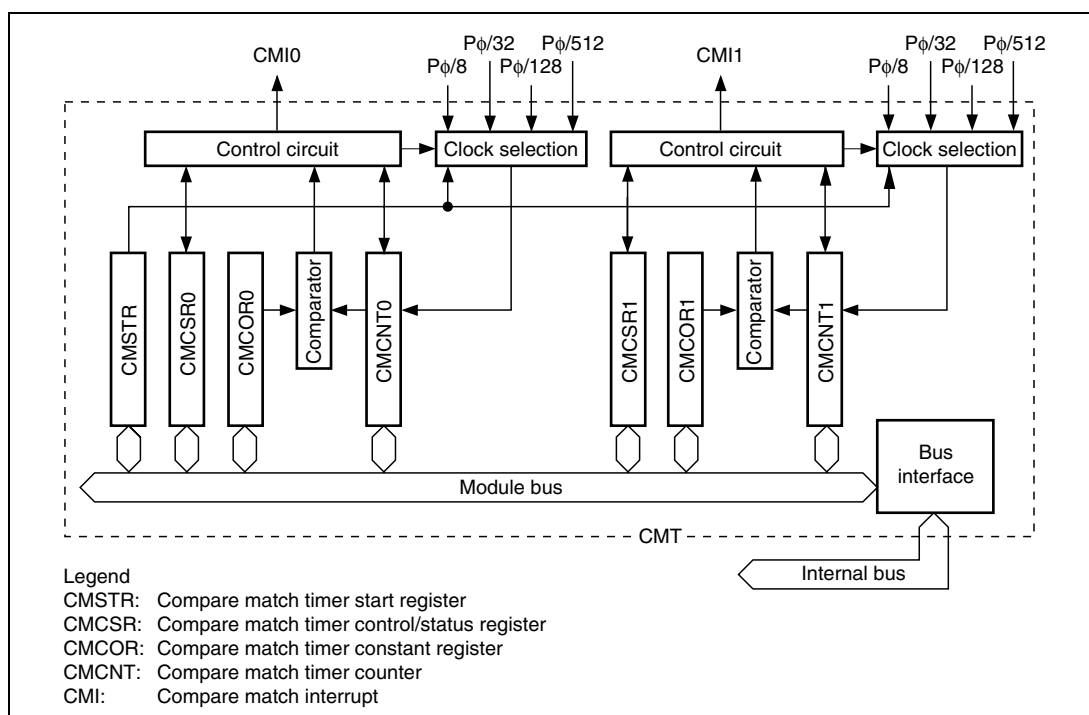 CMI0
Pφ/8
Pφ/32
Pφ/128
Pφ/512
CMI1
Pφ/8
Pφ/32
Pφ/128
Pφ/512
Control circuit
Clock selection
Control circuit
Clock selection
CMSTR
CMCSR0
CMCOR0
Comparator
CMCNT0
CMCSR1
CMCOR1
Comparator
CMCNT1
Module bus
Bus
interface
CMT
Internal bus
Legend
CMSTR: Compare match timer start register
CMCSR: Compare match timer control/status register
CMCOR: Compare match timer constant register
CMCNT: Compare match timer counter
CMI: Compare match interrupt